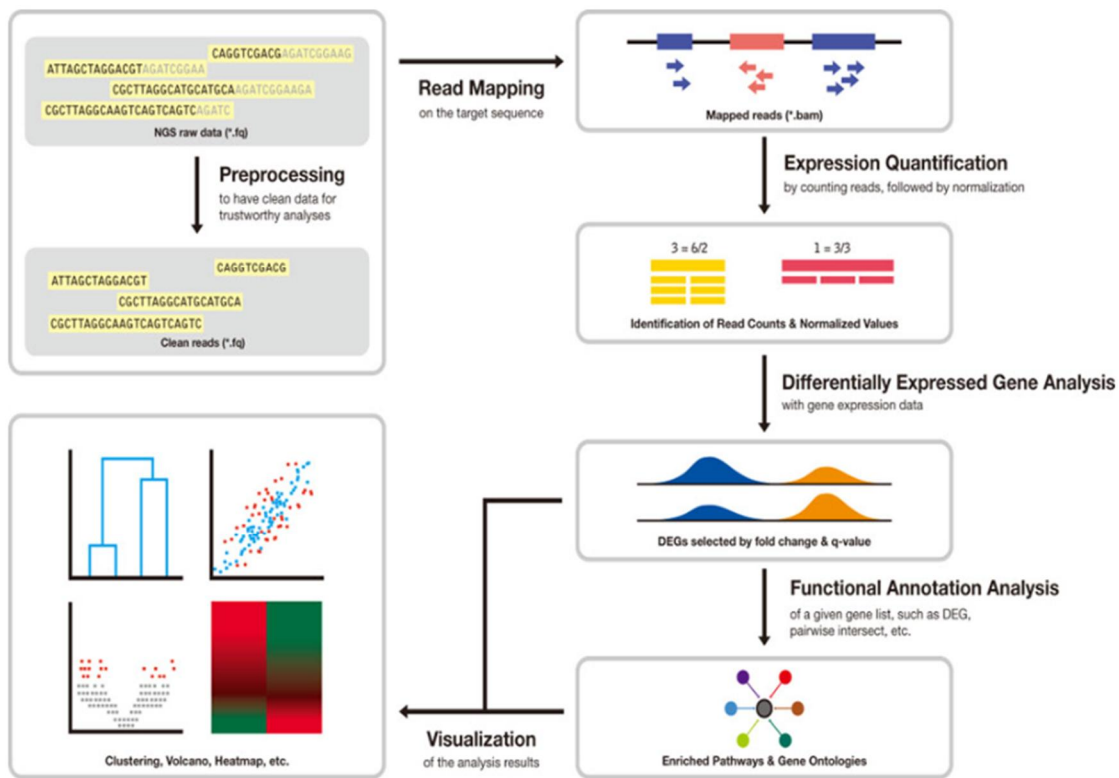 CAGGTCGACGAGATCGGAAG
ATTAGCTAGGACGTAGATCGGAA
CGCTTAGGCATGCATGCAAGATCGGAAGA
CGCTTAGGCAAGTCAGTCAGTCAGATC
NGS raw data (*.fq)
Preprocessing
to have clean data for
trustworthy analyses
CAGGTCGACG
ATTAGCTAGGACGT
CGCTTAGGCATGCATGCA
CGCTTAGGCAAGTCAGTCAGTC
Clean reads (*.fq)
Read Mapping
on the target sequence
Mapped reads (*.bam)
Expression Quantification
by counting reads, followed by normalization
3 = 6/2
1 = 3/3
Identification of Read Counts & Normalized Values
Differentially Expressed Gene Analysis
with gene expression data
DEGs selected by fold change & q-value
Functional Annotation Analysis
of a given gene list, such as DEG,
pairwise intersect, etc.
Enriched Pathways & Gene Ontologies
Visualization
of the analysis results
Clustering, Volcano, Heatmap, etc.